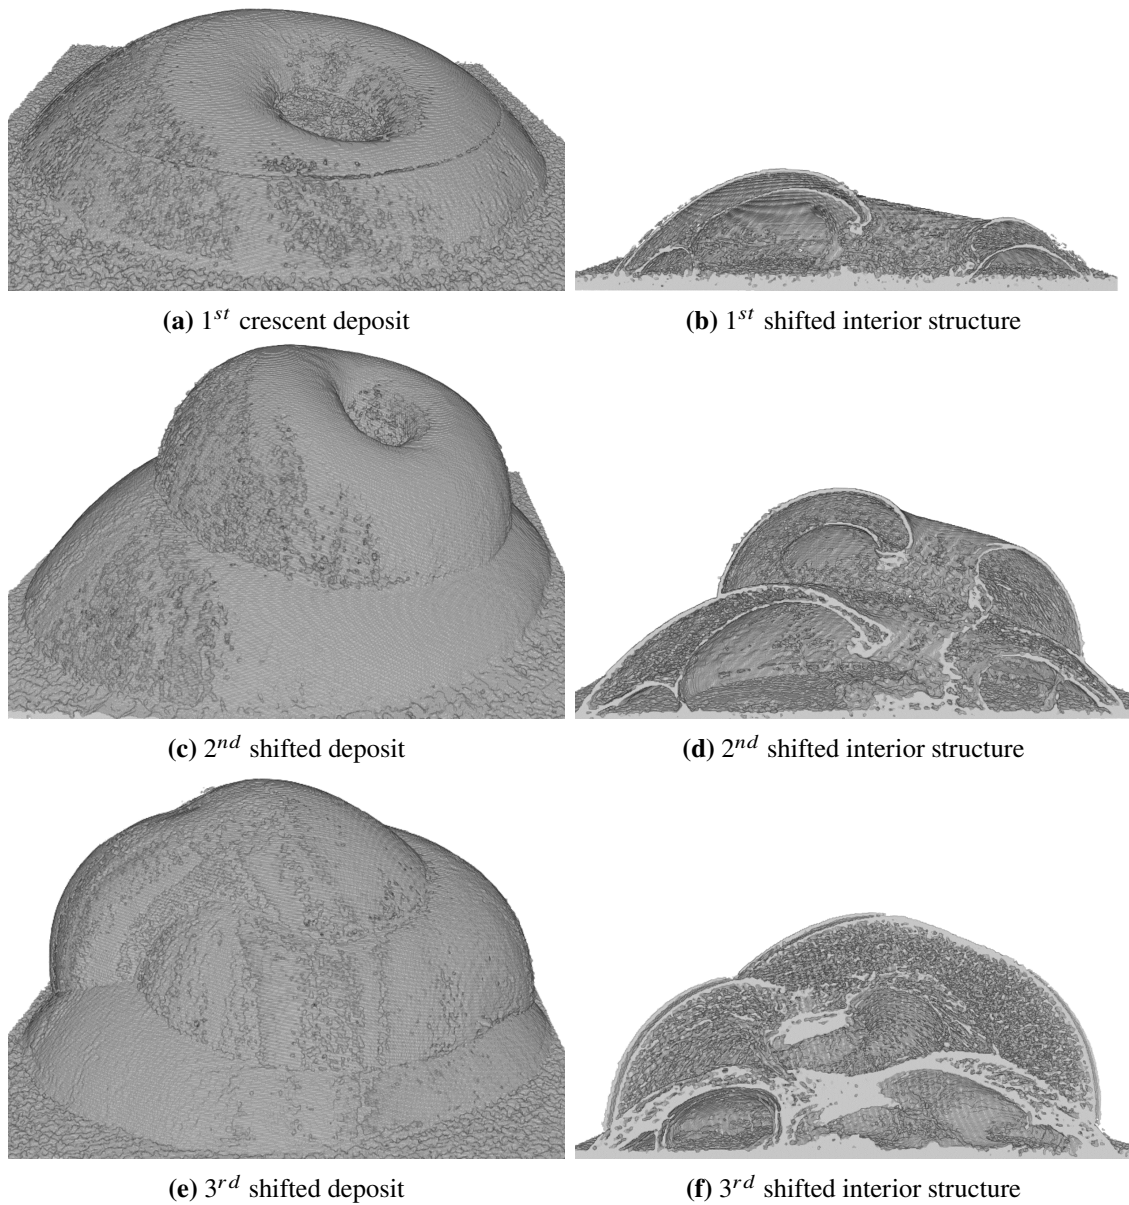 (a) 1st crescent deposit
(b) 1st shifted interior structure
(c) 2nd shifted deposit
(d) 2nd shifted interior structure
(e) 3rd shifted deposit
(f) 3rd shifted interior structure